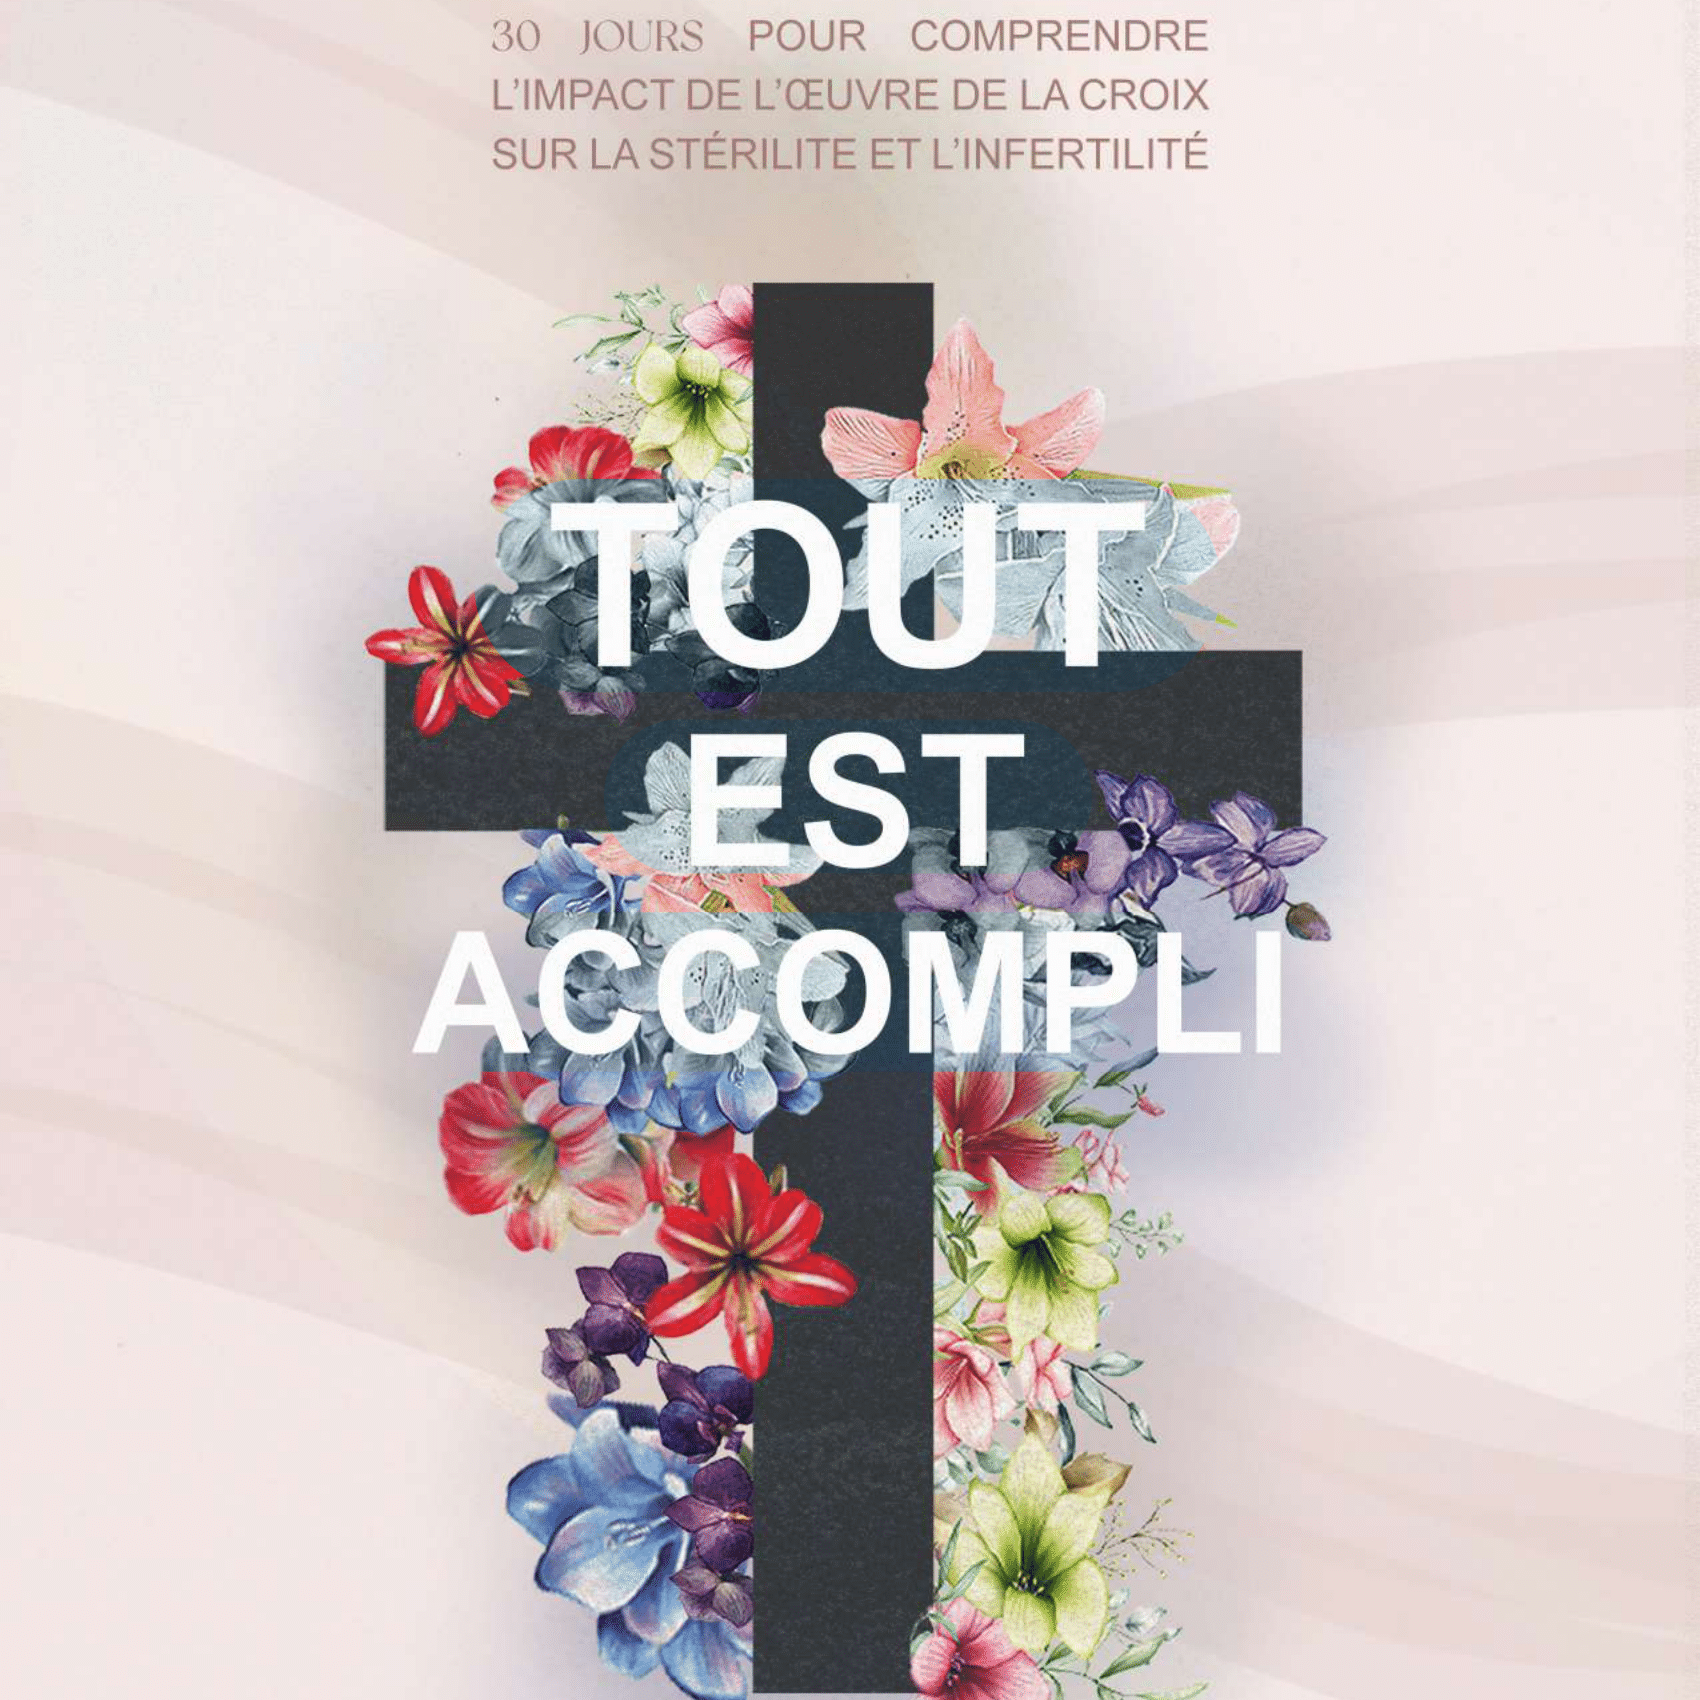 30 JOURS POUR COMPRENDRE
L’IMPACT DE L’ŒUVRE DE LA CROIX
SUR LA STÉRILITE ET L’INFERTILITÉ
TOUT
EST
ACCOMPLI